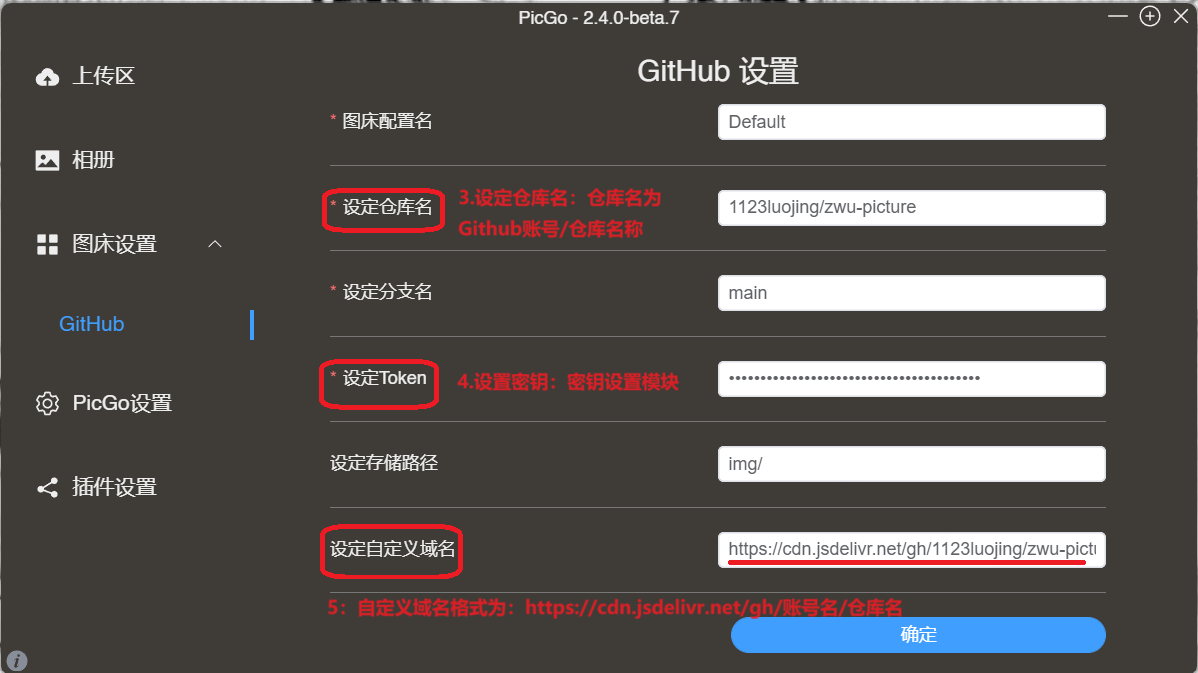 PicGo - 2.4.0-beta.7
上传区
相册
图床设置
GitHub
PicGo设置
插件设置
GitHub 设置
* 图床配置名
Default
* 设定仓库名
3.设定仓库名：仓库名为
Github账号/仓库名称
1123luojing/zwu-picture
* 设定分支名
main
* 设定Token
4.设置密钥：密钥设置模块
设定存储路径
img/
设定自定义域名
https://cdn.jsdelivr.net/gh/1123luojing/zwu-pictu
5：自定义域名格式为：https://cdn.jsdelivr.net/gh/账号名/仓库名
确定